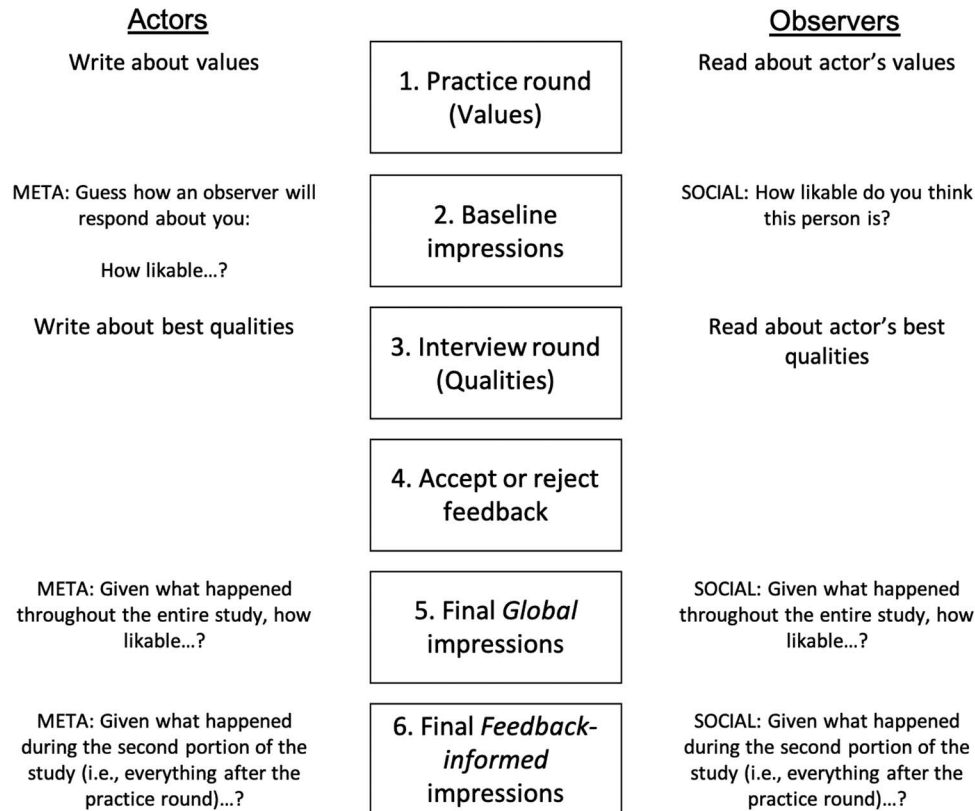 Actors
Observers
Write about values
1. Practice round
(Values)
Read about actor's values
META: Guess how an observer will
respond about you:
How likable...?
2. Baseline
impressions
SOCIAL: How likable do you think
this person is?
Write about best qualities
3. Interview round
(Qualities)
Read about actor's best
qualities
4. Accept or reject
feedback
META: Given what happened
throughout the entire study, how
likable...?
5. Final Global
impressions
SOCIAL: Given what happened
throughout the entire study, how
likable...?
META: Given what happened
during the second portion of the
study (i.e., everything after the
practice round)...?
6. Final Feedback-
informed
impressions
SOCIAL: Given what happened
during the second portion of the
study (i.e., everything after the
practice round)...?